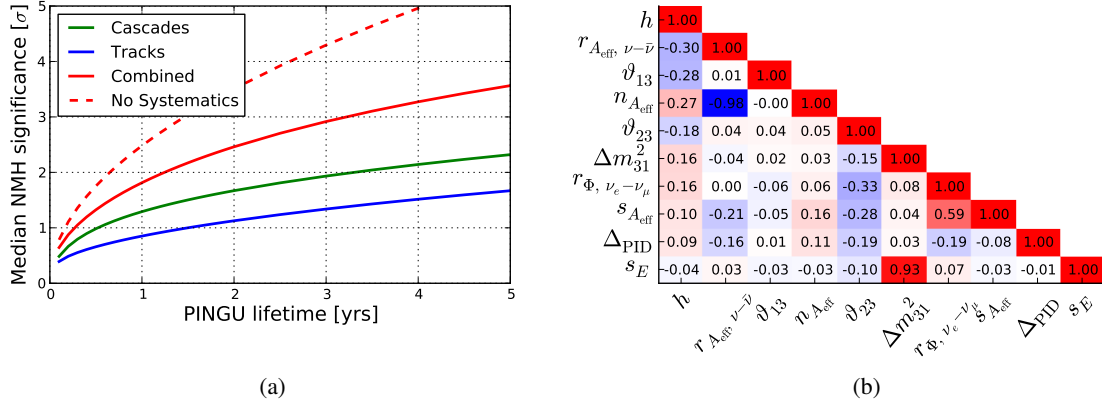 Median NMH significance [σ]
5
4
3
2
1
0
Cascades
Tracks
Combined
No Systematics
0 1 2 3 4 5
PINGU lifetime [yrs]
(a)
h 1.00
r_{A_eff, ν−ν̄} -0.30 1.00
ϑ_13 -0.28 0.01 1.00
n_{A_eff} 0.27 -0.98 -0.00 1.00
ϑ_23 -0.18 0.04 0.04 0.05 1.00
Δm²_31 0.16 -0.04 0.02 0.03 -0.15 1.00
r_{Φ, ν_e−ν_μ} 0.16 0.00 -0.06 0.06 -0.33 0.08 1.00
s_{A_eff} 0.10 -0.21 -0.05 0.16 -0.28 0.04 0.59 1.00
Δ_PID 0.09 -0.16 0.01 0.11 -0.19 0.03 -0.19 -0.08 1.00
s_E -0.04 0.03 -0.03 -0.03 -0.10 0.93 0.07 -0.03 -0.01 1.00
h r_{A_eff, ν−ν̄} ϑ_13 n_{A_eff} ϑ_23 Δm²_31 r_{Φ, ν_e−ν_μ} s_{A_eff} Δ_PID s_E
(b)